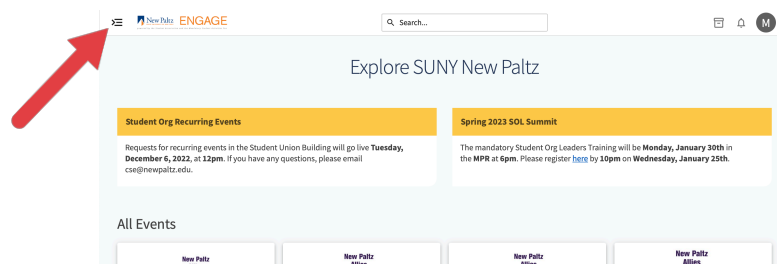 New Paltz ENGAGE
Search...
M
Explore SUNY New Paltz
Student Org Recurring Events
Requests for recurring events in the Student Union Building will go live Tuesday,
December 6, 2022, at 12pm. If you have any questions, please email
cse@newpaltz.edu.
Spring 2023 SOL Summit
The mandatory Student Org Leaders Training will be Monday, January 30th in
the MPR at 6pm. Please register here by 10pm on Wednesday, January 25th.
All Events
New Paltz
New Paltz
Allies
New Paltz
Allies
New Paltz
Allies